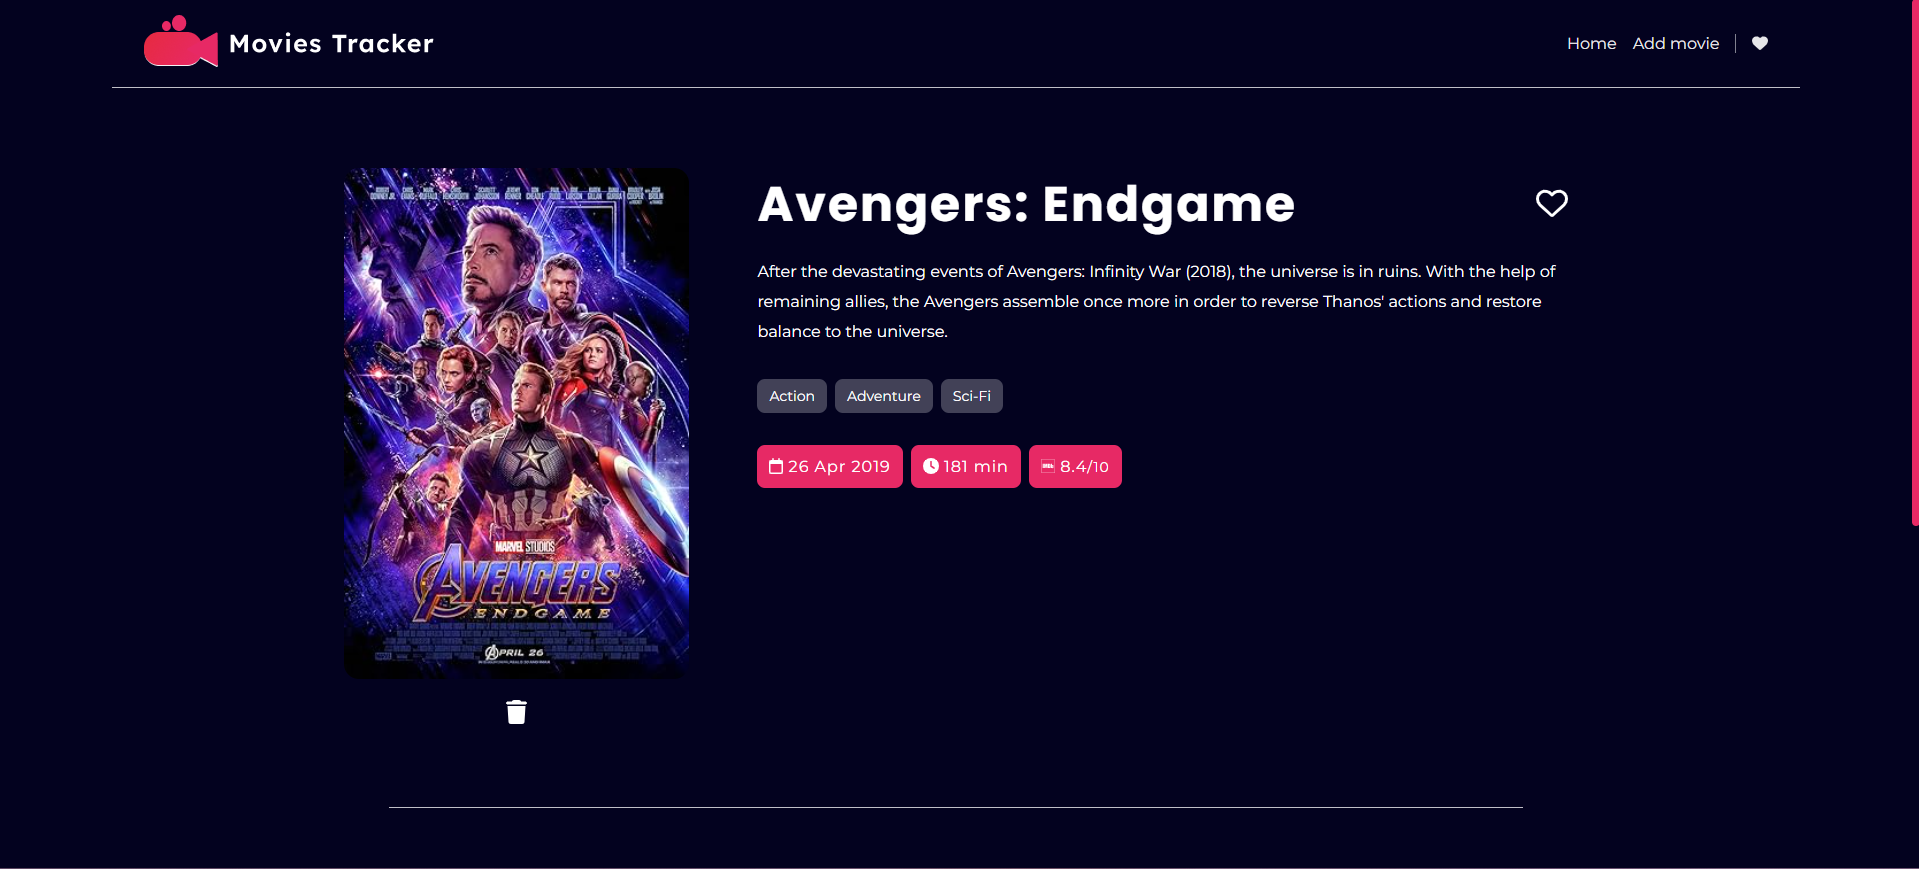 Movies Tracker
Home Add movie
Avengers: Endgame
After the devastating events of Avengers: Infinity War (2018), the universe is in ruins. With the help of
remaining allies, the Avengers assemble once more in order to reverse Thanos' actions and restore
balance to the universe.
Action Adventure Sci-Fi
26 Apr 2019 181 min 8.4/10
MARVEL STUDIOS
AVENGERS
ENDGAME
APRIL 26